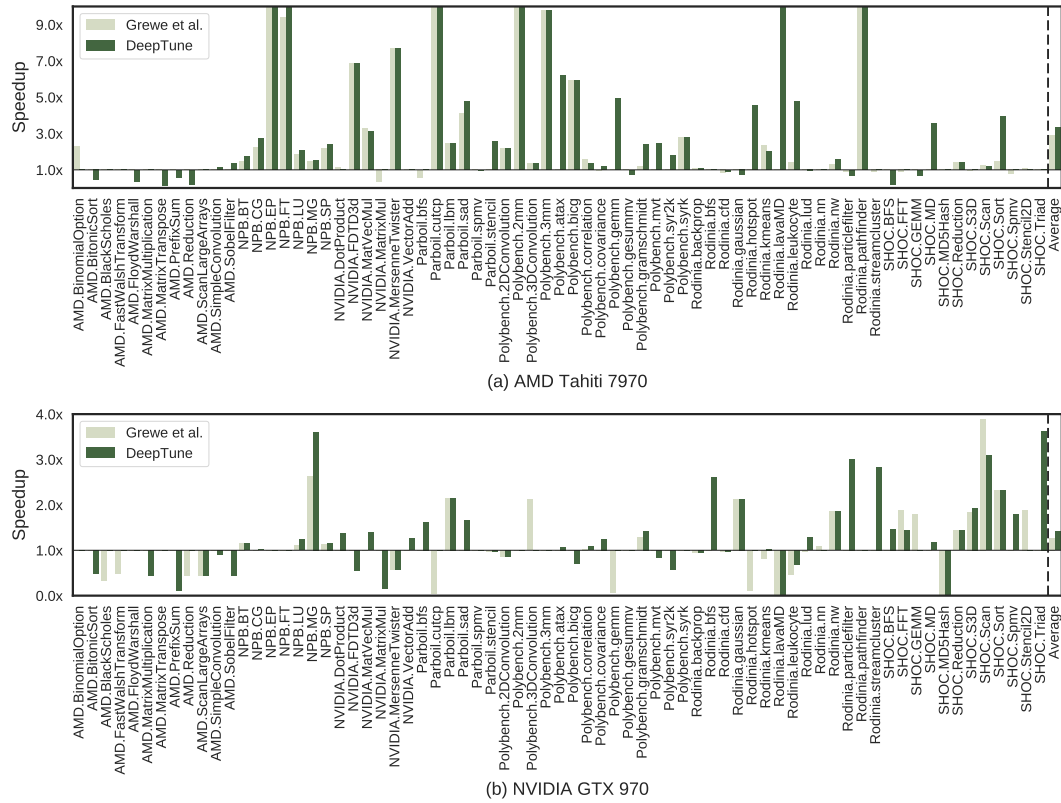 9.0x
7.0x
5.0x
3.0x
1.0x
Speedup
Grewe et al.
DeepTune
AMD.BinomialOption
AMD.BitonicSort
AMD.BlackScholes
AMD.FastWalshTransform
AMD.FloydWarshall
AMD.MatrixMultiplication
AMD.MatrixTranspose
AMD.PrefixSum
AMD.Reduction
AMD.ScanLargeArrays
AMD.SimpleConvolution
AMD.SobelFilter
NPB.BT
NPB.CG
NPB.EP
NPB.FT
NPB.LU
NPB.MG
NPB.SP
NVIDIA.DotProduct
NVIDIA.FDTD3d
NVIDIA.MatVecMul
NVIDIA.MatrixMul
NVIDIA.MersenneTwister
NVIDIA.VectorAdd
Parboil.bfs
Parboil.cutcp
Parboil.lbm
Parboil.sad
Parboil.spmv
Parboil.stencil
Polybench.2DConvolution
Polybench.2mm
Polybench.3DConvolution
Polybench.3mm
Polybench.atax
Polybench.bicg
Polybench.correlation
Polybench.covariance
Polybench.gemm
Polybench.gesummv
Polybench.gramschmidt
Polybench.mvt
Polybench.syr2k
Polybench.syrk
Rodinia.backprop
Rodinia.bfs
Rodinia.cfd
Rodinia.gaussian
Rodinia.hotspot
Rodinia.kmeans
Rodinia.lavaMD
Rodinia.leukocyte
Rodinia.lud
Rodinia.nn
Rodinia.nw
Rodinia.particlefilter
Rodinia.pathfinder
Rodinia.streamcluster
SHOC.BFS
SHOC.FFT
SHOC.GEMM
SHOC.MD
SHOC.MD5Hash
SHOC.Reduction
SHOC.S3D
SHOC.Scan
SHOC.Sort
SHOC.Spmv
SHOC.Stencil2D
SHOC.Triad
Average
(a) AMD Tahiti 7970
4.0x
3.0x
2.0x
1.0x
0.0x
Speedup
Grewe et al.
DeepTune
AMD.BinomialOption
AMD.BitonicSort
AMD.BlackScholes
AMD.FastWalshTransform
AMD.FloydWarshall
AMD.MatrixMultiplication
AMD.MatrixTranspose
AMD.PrefixSum
AMD.Reduction
AMD.ScanLargeArrays
AMD.SimpleConvolution
AMD.SobelFilter
NPB.BT
NPB.CG
NPB.EP
NPB.FT
NPB.LU
NPB.MG
NPB.SP
NVIDIA.DotProduct
NVIDIA.FDTD3d
NVIDIA.MatVecMul
NVIDIA.MatrixMul
NVIDIA.MersenneTwister
NVIDIA.VectorAdd
Parboil.bfs
Parboil.cutcp
Parboil.lbm
Parboil.sad
Parboil.spmv
Parboil.stencil
Polybench.2DConvolution
Polybench.2mm
Polybench.3DConvolution
Polybench.3mm
Polybench.atax
Polybench.bicg
Polybench.correlation
Polybench.covariance
Polybench.gemm
Polybench.gesummv
Polybench.gramschmidt
Polybench.mvt
Polybench.syr2k
Polybench.syrk
Rodinia.backprop
Rodinia.bfs
Rodinia.cfd
Rodinia.gaussian
Rodinia.hotspot
Rodinia.kmeans
Rodinia.lavaMD
Rodinia.leukocyte
Rodinia.lud
Rodinia.nn
Rodinia.nw
Rodinia.particlefilter
Rodinia.pathfinder
Rodinia.streamcluster
SHOC.BFS
SHOC.FFT
SHOC.GEMM
SHOC.MD
SHOC.MD5Hash
SHOC.Reduction
SHOC.S3D
SHOC.Scan
SHOC.Sort
SHOC.Spmv
SHOC.Stencil2D
SHOC.Triad
Average
(b) NVIDIA GTX 970